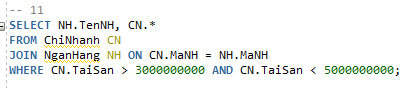 -- 11
SELECT NH.TenNH, CN.*
FROM ChiNhanh CN
JOIN NganHang NH ON CN.MaNH = NH.MaNH
WHERE CN.TaiSan > 3000000000 AND CN.TaiSan < 5000000000;